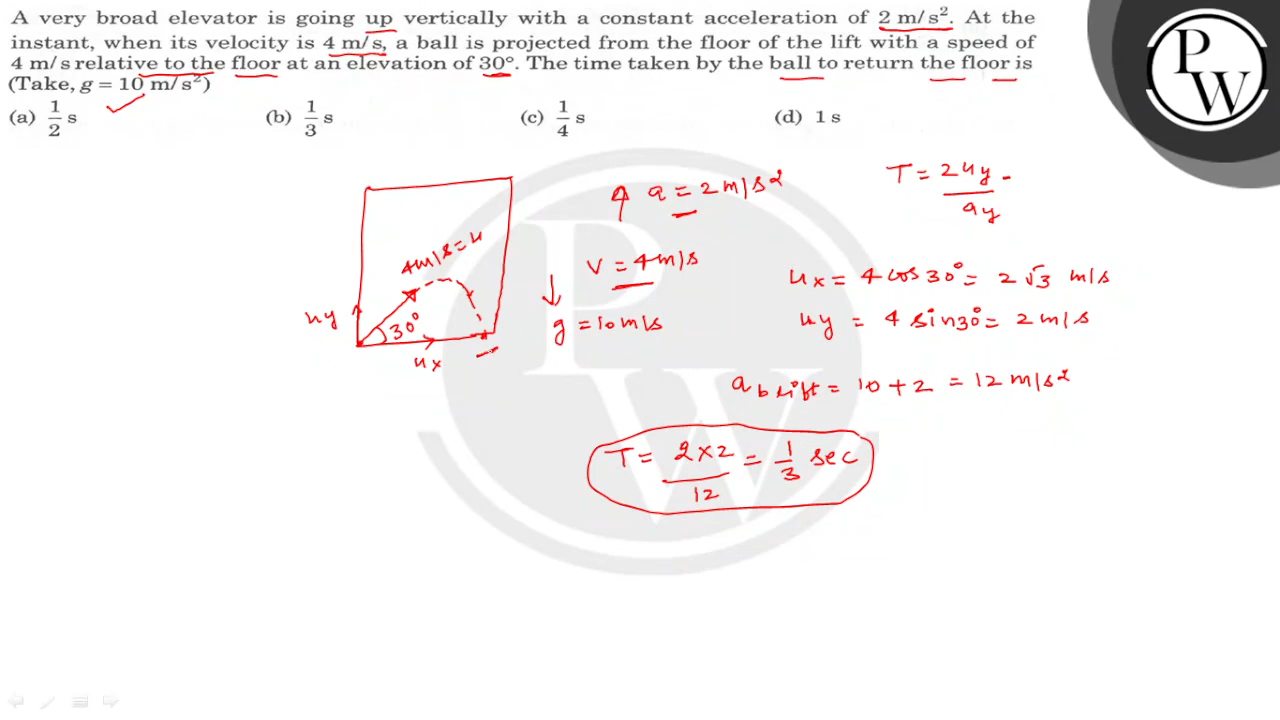 A very broad elevator is going up vertically with a constant acceleration of 2 m/s². At the
instant, when its velocity is 4 m/s, a ball is projected from the floor of the lift with a speed of
4 m/s relative to the floor at an elevation of 30°. The time taken by the ball to return the floor is
(Take, g = 10 m/s²)
(a) 1/2 s (b) 1/3 s (c) 1/4 s (d) 1 s
P
W
a = 2 m/s²
T = 2uy
ay
4m/s = u
v = 4 m/s
ux = 4 cos 30° = 2√3 m/s
uy
30°
g = 10 m/s
uy = 4 sin 30° = 2 m/s
ux
a b lift = 10 + 2 = 12 m/s²
T = 2×2/12 = 1/3 sec